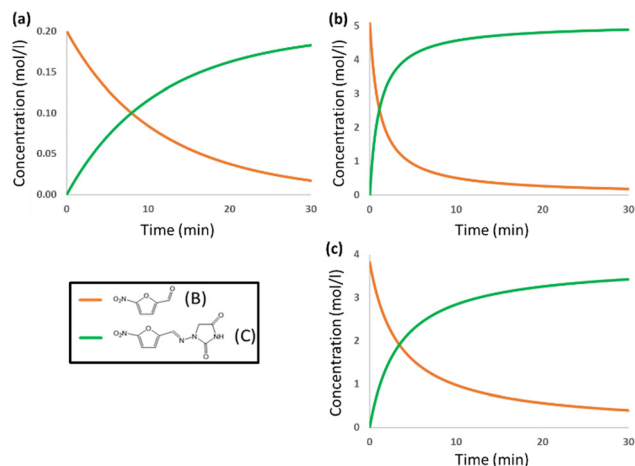 (a)
Concentration (mol/l)
0.20
0.15
0.10
0.05
0.00
0
10
20
30
Time (min)
(b)
Concentration (mol/l)
5
4
3
2
1
0
0
10
20
30
Time (min)
(c)
Concentration (mol/l)
4
3
2
1
0
0
10
20
30
Time (min)
O₂N
O
O
(B)
O₂N
O
N
N
O
NH
O
(C)